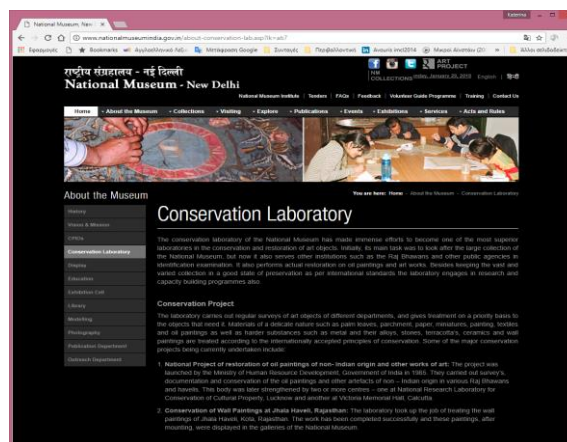 National Museum, New
Katerina
www.nationalmuseumindia.gov.in/about-conservation-lab.asp?lk=ab7
Εφαρμογές Bookmarks Μετάφραση Google Συνταγές Περιβαλλοντικά
ART PROJECT
NM COLLECTIONS
English | हिन्दी
राष्ट्रीय संग्रहालय - नई दिल्ली
National Museum - New Delhi
National Museum Institute | Tenders | FAQs | Feedback | Volunteer Guide Programme | Training | Contact Us
Home About the Museum Collections Visiting Explore Publications Events Exhibitions Services Acts and Rules
About the Museum
You are here: Home - About the Museum - Conservation Laboratory
History
Vision & Mission
CPIOs
Conservation Laboratory
Display
Education
Exhibition Cell
Library
Modelling
Photography
Publication Department
Outreach Department
Conservation Laboratory
The conservation laboratory of the National Museum has made immense efforts to become one of the most superior
laboratories in the conservation and restoration of art objects. Initially, its main task was to look after the large collection of
the National Museum, but now it also serves other institutions such as the Raj Bhawans and other public agencies in
identification examination. It also performs actual restoration on oil paintings and art works. Besides keeping the vast and
varied collection in a good state of preservation as per international standards the laboratory engages in research and
capacity building programmes also.
Conservation Project
The laboratory carries out regular surveys of art objects of different departments, and gives treatment on a priority basis to
the objects that need it. Materials of a delicate nature such as palm leaves, parchment, paper, miniatures, painting, textiles
and oil paintings as well as harder substances such as metal and their alloys, stones, terracotta's, ceramics and wall
paintings are treated according to the internationally accepted principles of conservation. Some of the major conservation
projects being currently undertaken include:
1. National Project of restoration of oil paintings of non- Indian origin and other works of art: The project was
launched by the Ministry of Human Resource Development, Government of India in 1985. They carried out survey's,
documentation and conservation of the oil paintings and other artefacts of non – Indian origin in various Raj Bhawans
and havelis. This body was later strengthened by two or more centres – one at National Research Laboratory for
Conservation of Cultural Property, Lucknow and another at Victoria Memorial Hall, Calcutta.
2. Conservation of Wall Paintings at Jhala Haveli, Rajasthan: The laboratory took up the job of treating the wall
paintings of Jhala Haveli, Kota, Rajasthan. The work has been completed successfully and these paintings, after
mounting, were displayed in the galleries of the National Museum.